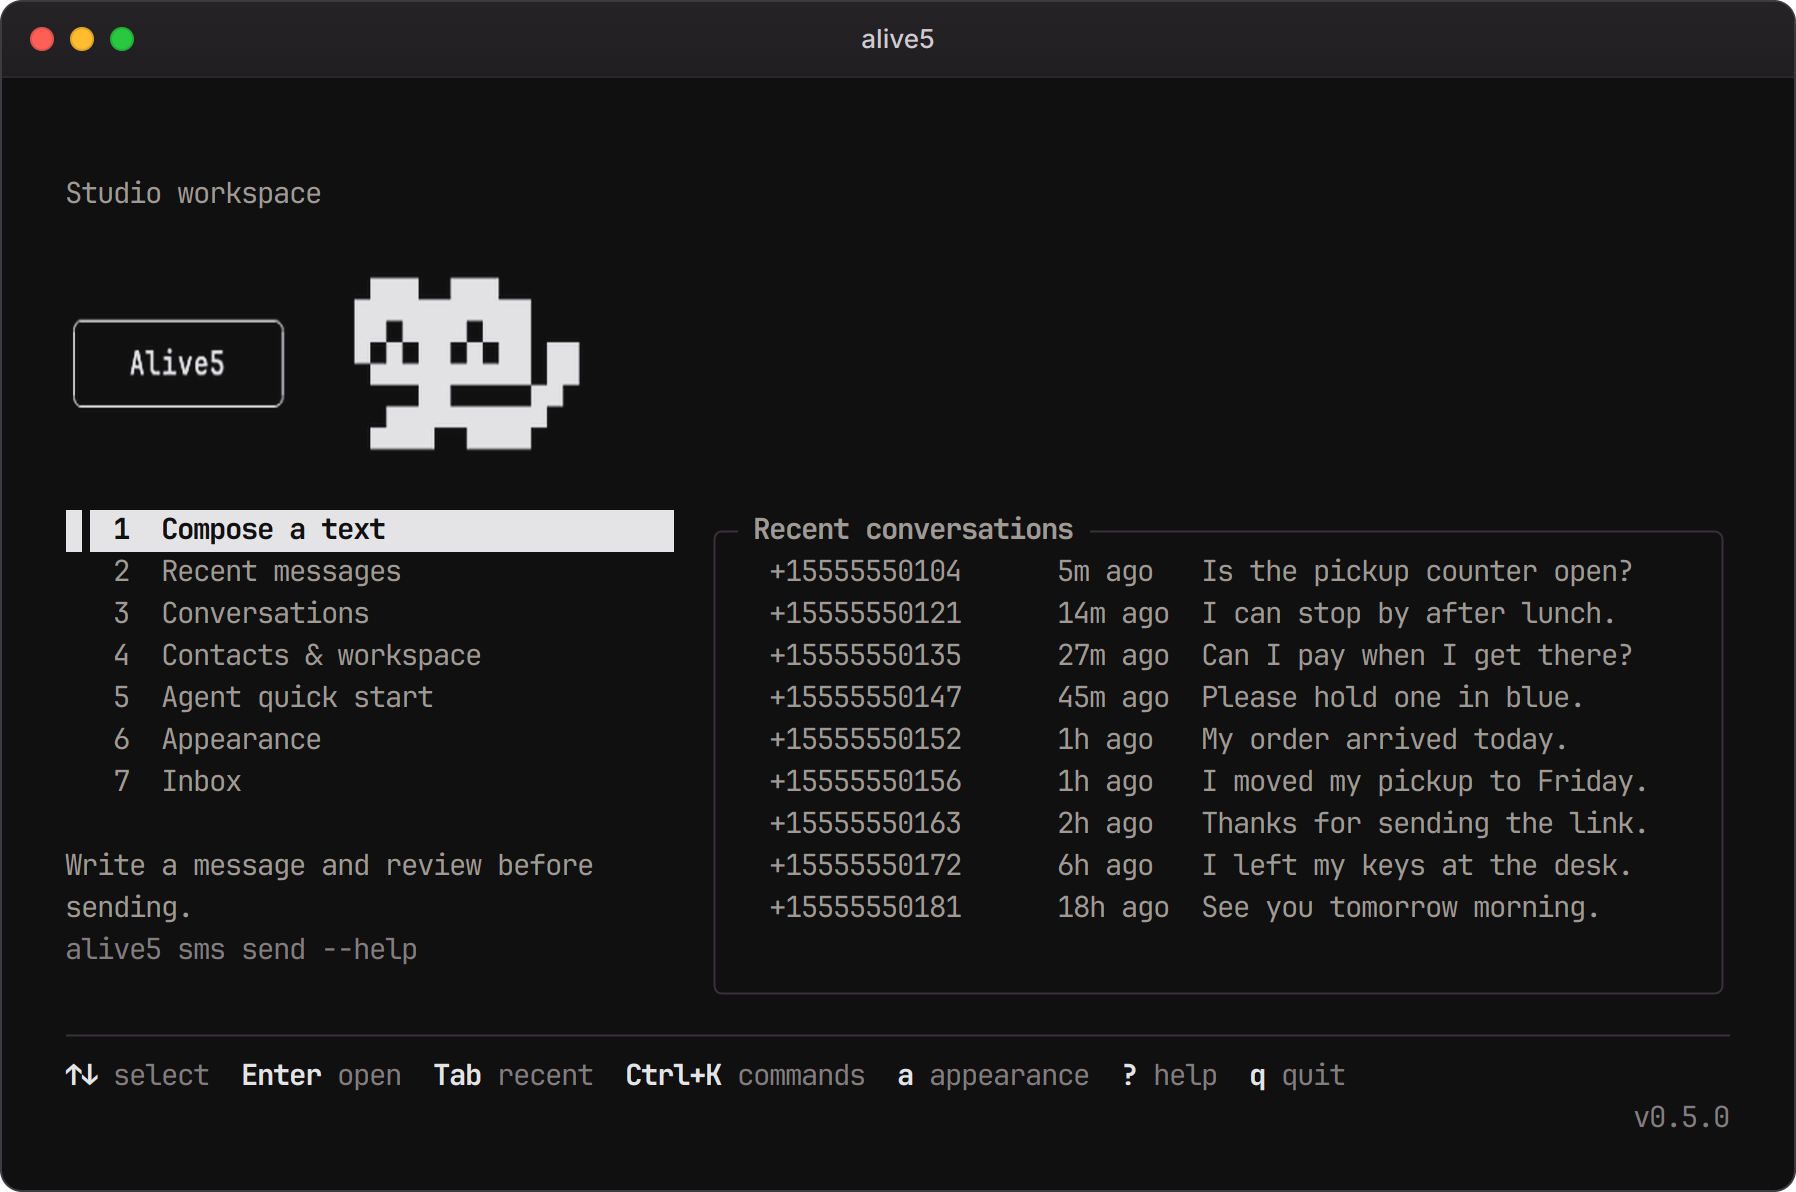 alive5
Studio workspace
Alive5
1 Compose a text
2 Recent messages
3 Conversations
4 Contacts & workspace
5 Agent quick start
6 Appearance
7 Inbox
Write a message and review before
sending.
alive5 sms send --help
Recent conversations
+15555550104 5m ago Is the pickup counter open?
+15555550121 14m ago I can stop by after lunch.
+15555550135 27m ago Can I pay when I get there?
+15555550147 45m ago Please hold one in blue.
+15555550152 1h ago My order arrived today.
+15555550156 1h ago I moved my pickup to Friday.
+15555550163 2h ago Thanks for sending the link.
+15555550172 6h ago I left my keys at the desk.
+15555550181 18h ago See you tomorrow morning.
↑↓ select Enter open Tab recent Ctrl+K commands a appearance ? help q quit
v0.5.0